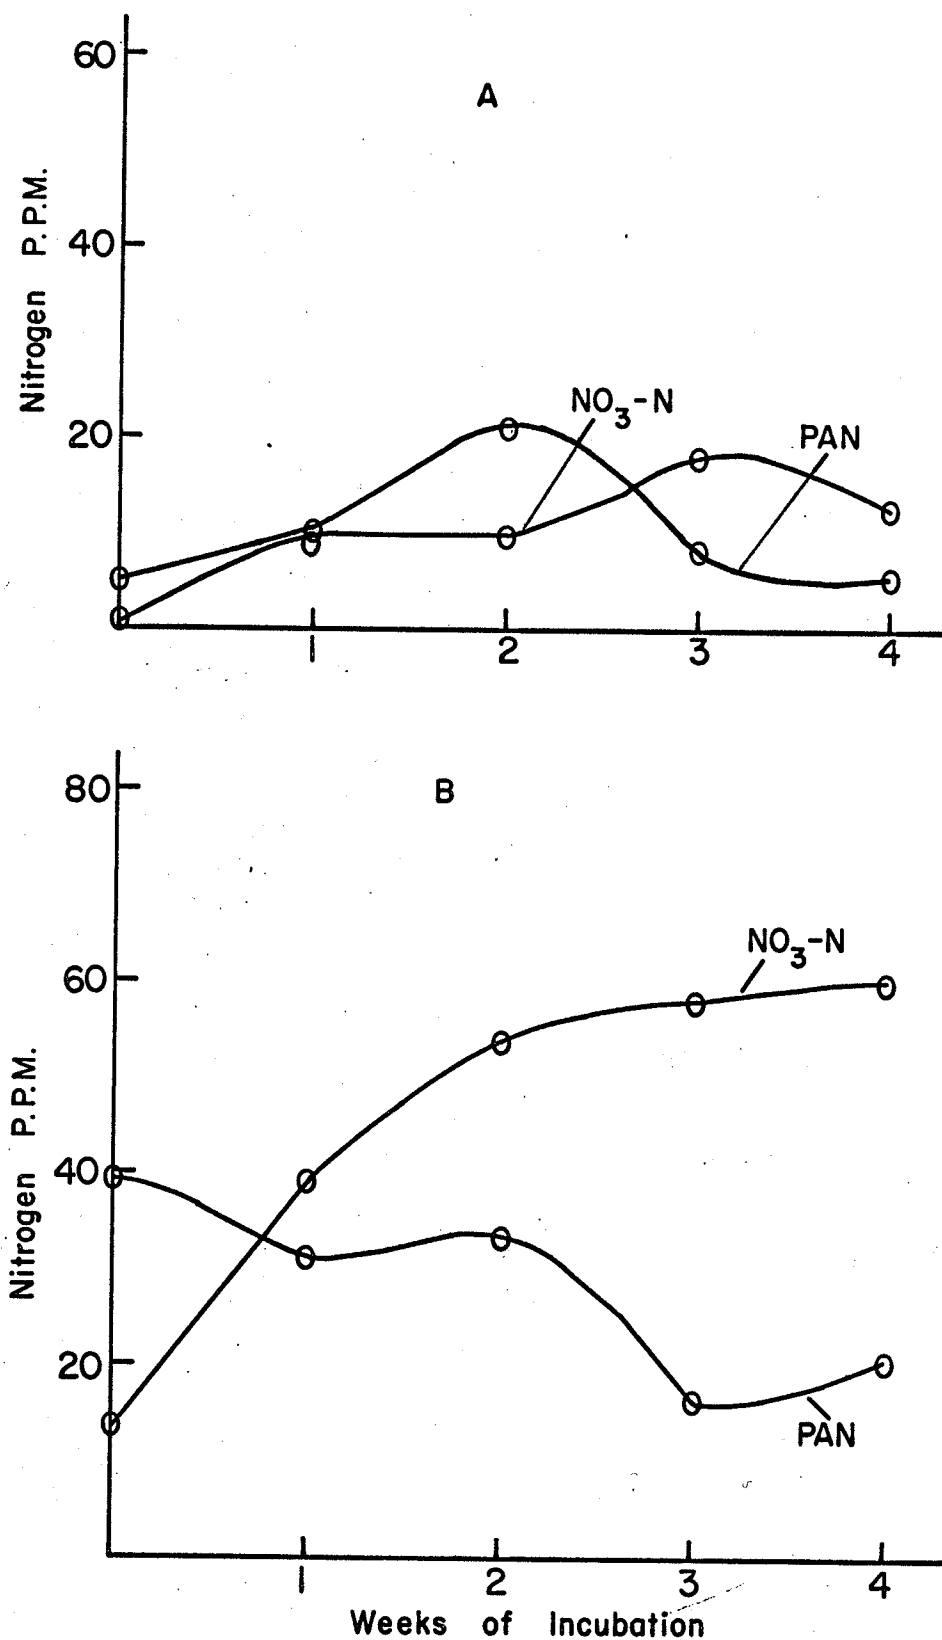 60
A
Nitrogen P.P.M.
40
NO3-N
20
PAN
1 2 3 4
80
B
NO3-N
60
Nitrogen P.P.M.
40
20
PAN
1 2 3 4
Weeks of Incubation